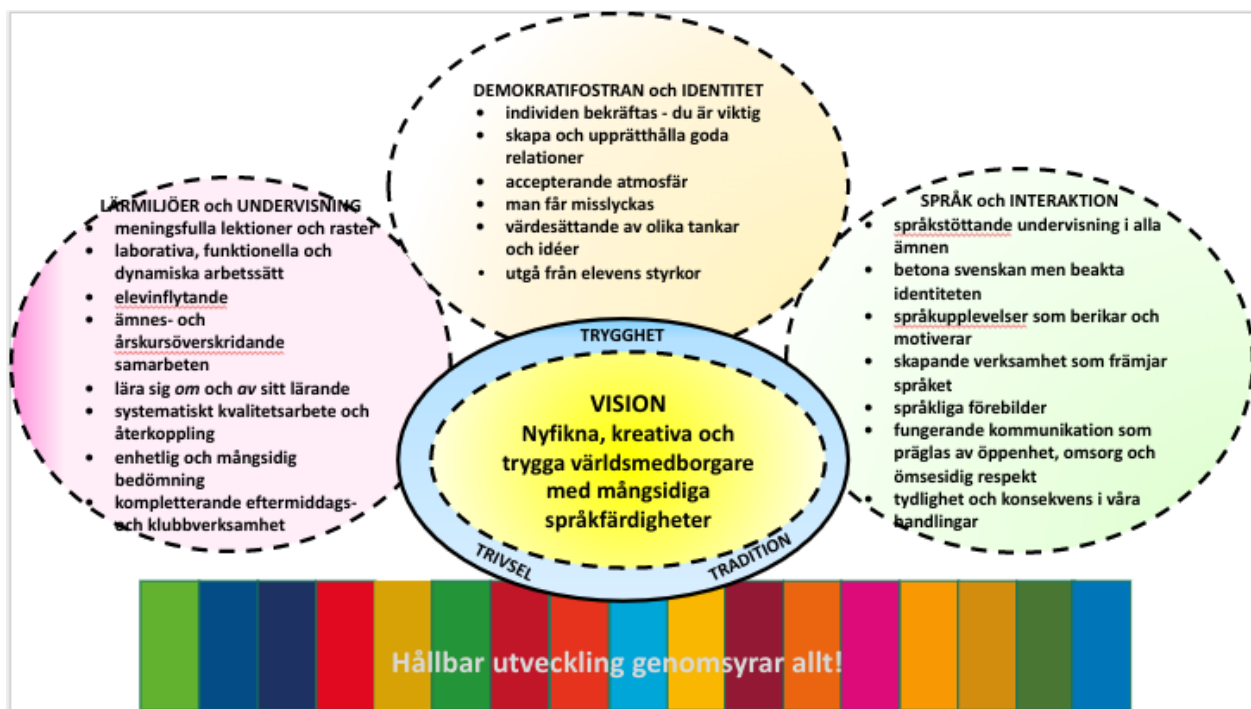 DEMOKRATIFOSTRAN och IDENTITET
• individen bekräftas - du är viktig
• skapa och upprätthålla goda
relationer
• accepterande atmosfär
• man får misslyckas
• värdesättande av olika tankar
och idéer
• utgå från elevens styrkor
LÄRMILJÖER och UNDERVISNING
• meningsfulla lektioner och raster
• laborativa, funktionella och
dynamiska arbetssätt
• elevinflytande
• ämnes- och
årskursöverskridande
samarbeten
• lära sig om och av sitt lärande
• systematiskt kvalitetsarbete och
återkoppling
• enhetlig och mångsidig
bedömning
• kompletterande eftermiddags-
och klubbverksamhet
SPRÅK och INTERAKTION
• språkstöttande undervisning i alla
ämnen
• betona svenskan men beakta
identiteten
• språkupplevelser som berikar och
motiverar
• skapande verksamhet som främjar
språket
• språkliga förebilder
• fungerande kommunikation som
präglas av öppenhet, omsorg och
ömsesidig respekt
• tydlighet och konsekvens i våra
handlingar
TRYGGHET
VISION
Nyfikna, kreativa och
trygga världsmedborgare
med mångsidiga
språkfärdigheter
TRIVSEL
TRADITION
Hållbar utveckling genomsyrar allt!